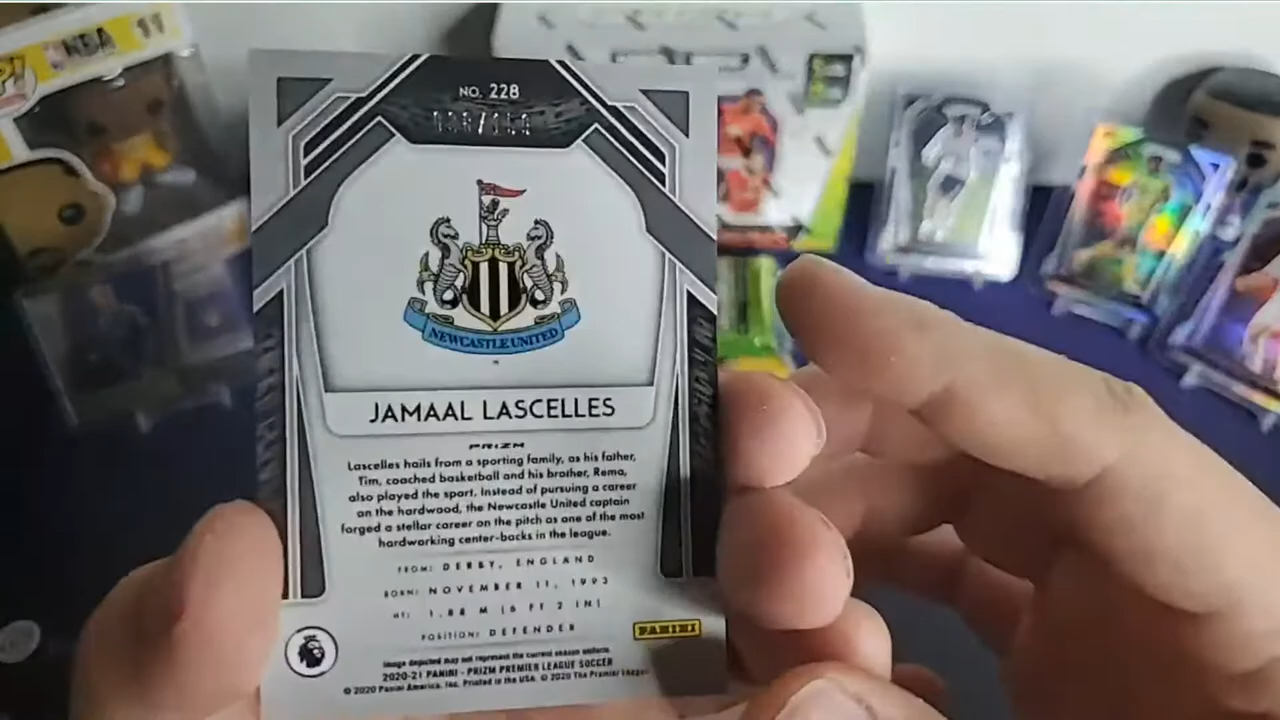 NBA 11
NO. 228
NEWCASTLE UNITED
JAMAAL LASCELLES
PRIZM
Lascelles hails from a sporting family, as his father,
Tim, coached basketball and his brother, Rema,
also played the sport. Instead of pursuing a career
on the hardwood, the Newcastle United captain
forged a stellar career on the pitch as one of the most
hardworking center-backs in the league.
FROM: DERBY, ENGLAND
BORN: NOVEMBER 11, 1993
HT: 1.88 M (6 FT 2 IN)
POSITION: DEFENDER
PANINI
Image depicted may not represent the current season uniform.
2020-21 PANINI - PRIZM PREMIER LEAGUE SOCCER
© 2020 Panini America, Inc. Printed in the USA. © 2020 The Premier League